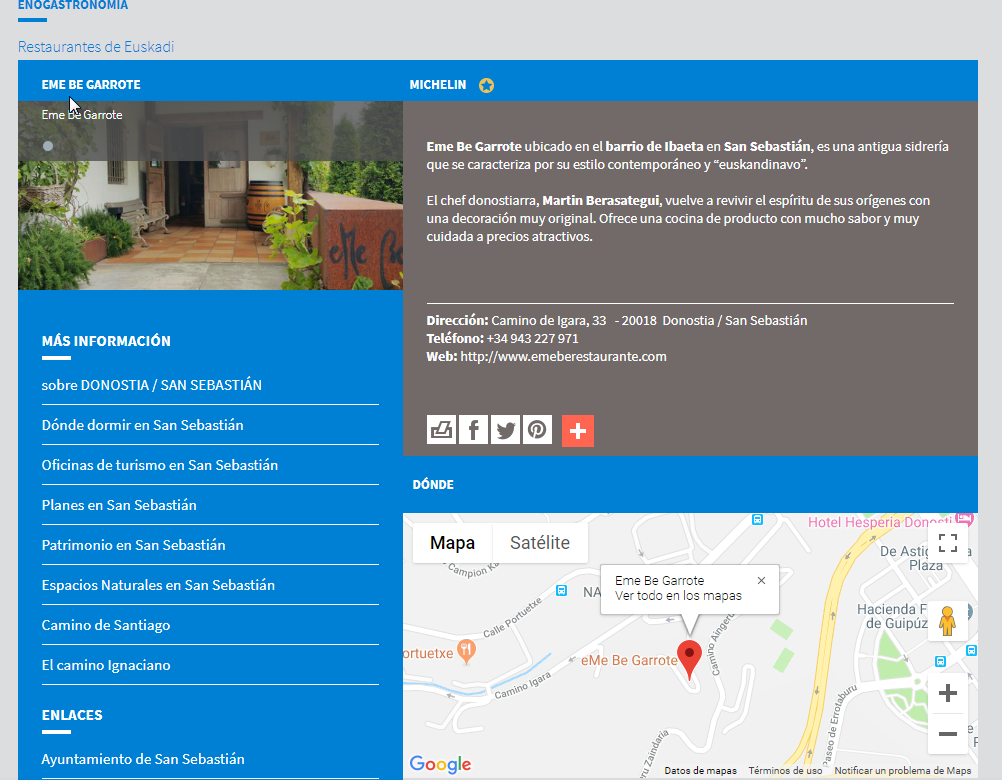 ENOGASTRONOMÍA
Restaurantes de Euskadi
EME BE GARROTE
Eme Be Garrote
eMe Be
MÁS INFORMACIÓN
sobre DONOSTIA / SAN SEBASTIÁN
Dónde dormir en San Sebastián
Oficinas de turismo en San Sebastián
Planes en San Sebastián
Patrimonio en San Sebastián
Espacios Naturales en San Sebastián
Camino de Santiago
El camino Ignaciano
ENLACES
Ayuntamiento de San Sebastián
MICHELIN
Eme Be Garrote ubicado en el barrio de Ibaeta en San Sebastián, es una antigua sidrería
que se caracteriza por su estilo contemporáneo y “euskandinavo”.
El chef donostiarra, Martin Berasategui, vuelve a revivir el espíritu de sus orígenes con
una decoración muy original. Ofrece una cocina de producto con mucho sabor y muy
cuidada a precios atractivos.
Dirección: Camino de Igara, 33 - 20018 Donostia / San Sebastián
Teléfono: +34 943 227 971
Web: http://www.emeberestaurante.com
DÓNDE
Mapa
Satélite
Hotel Hesperia Donosti
De Astig
Plaza
Campion K
Eme Be Garrote
Ver todo en los mapas
NA
Calle Portuetxe
Hacienda F
de Guipúz
ortuetxe
eMe Be Garrote
Camino Aingeru
Camino Igara
Paseo de Errotaburu
ru Zandaria
Google
Datos de mapas
Términos de uso
Notificar un problema de Maps